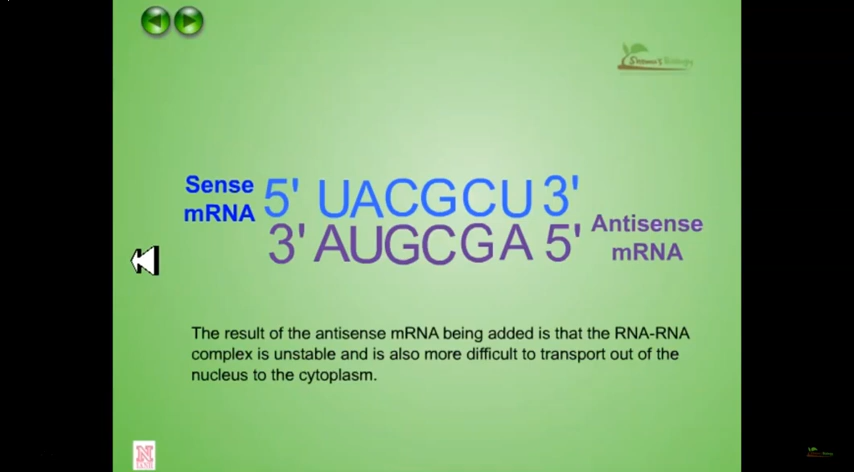 Shomu's Biology
Sense
mRNA
5' UACGCU 3'
3' AUGCGA 5'
Antisense
mRNA
The result of the antisense mRNA being added is that the RNA-RNA
complex is unstable and is also more difficult to transport out of the
nucleus to the cytoplasm.
N